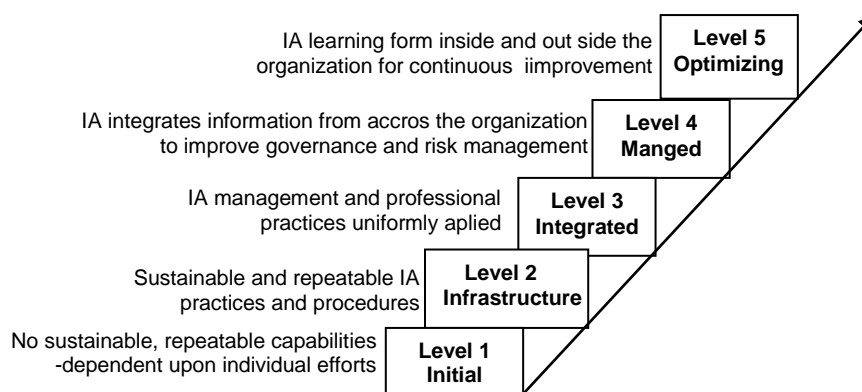 IA learning form inside and out side the
organization for continuous iimprovement
Level 5
Optimizing
IA integrates information from accros the organization
to improve governance and risk management
Level 4
Manged
IA management and professional
practices uniformly aplied
Level 3
Integrated
Sustainable and repeatable IA
practices and procedures
Level 2
Infrastructure
No sustainable, repeatable capabilities
-dependent upon individual efforts
Level 1
Initial